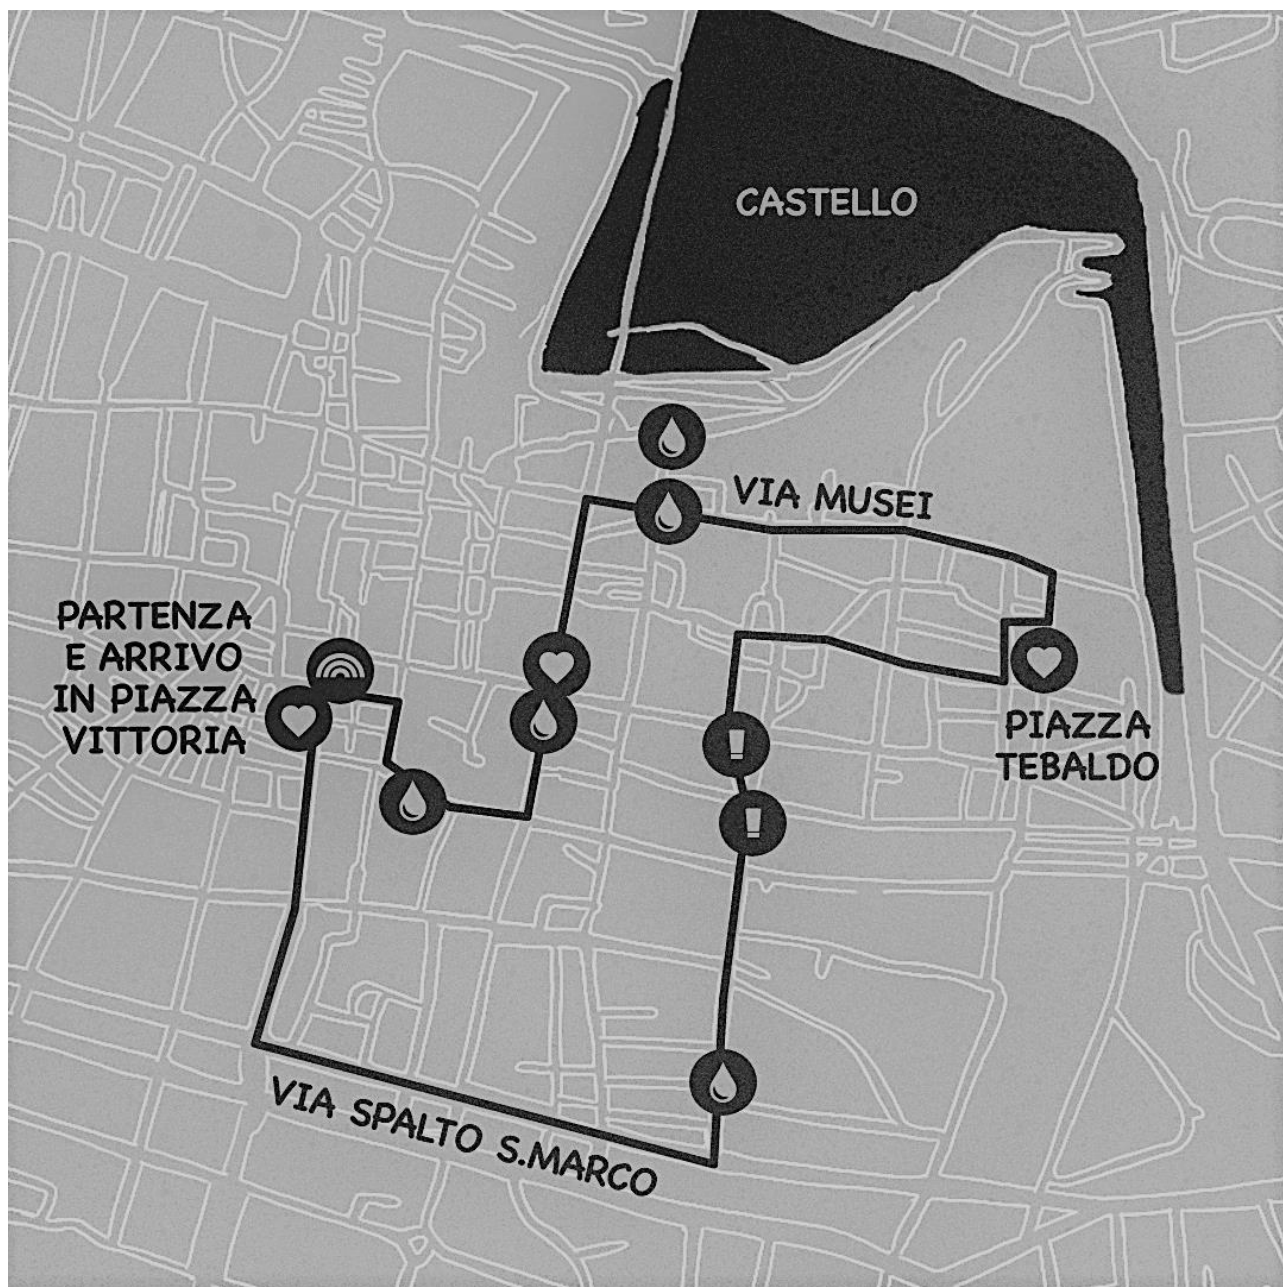 CASTELLO
VIA MUSEI
PARTENZA
E ARRIVO
IN PIAZZA
VITTORIA
PIAZZA
TEBALDO
VIA SPALTO S.MARCO